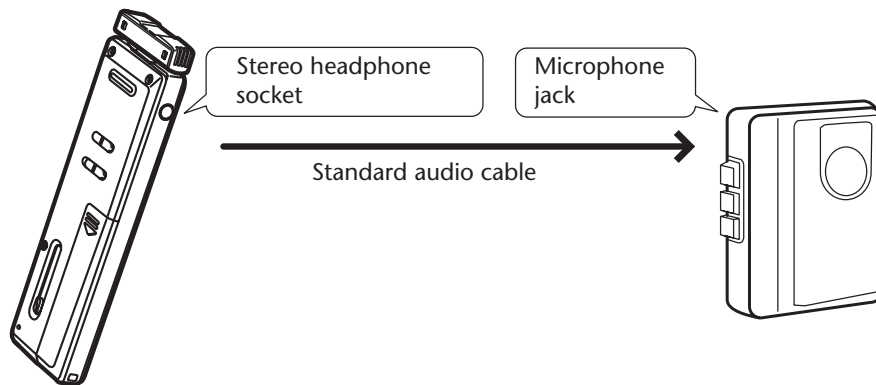 Stereo headphone
socket
Microphone
jack
Standard audio cable